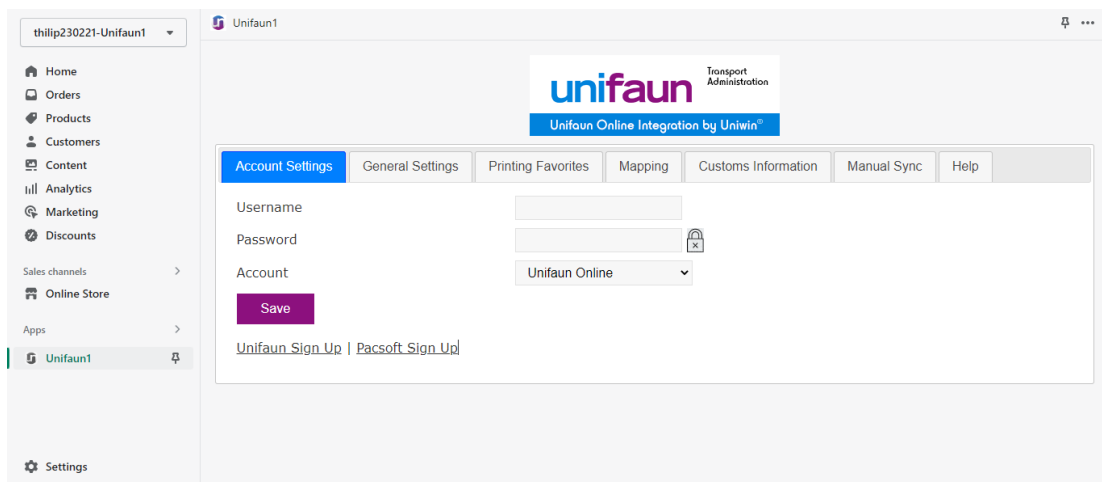 thilip230221-Unifaun1
Home
Orders
Products
Customers
Content
Analytics
Marketing
Discounts
Sales channels
Online Store
Apps
Unifaun1
Settings
Unifaun1
unifaun Transport
Administration
Unifaun Online Integration by Uniwin®
Account Settings General Settings Printing Favorites Mapping Customs Information Manual Sync Help
Username
Password
Account Unifaun Online
Save
Unifaun Sign Up | Pacsoft Sign Up